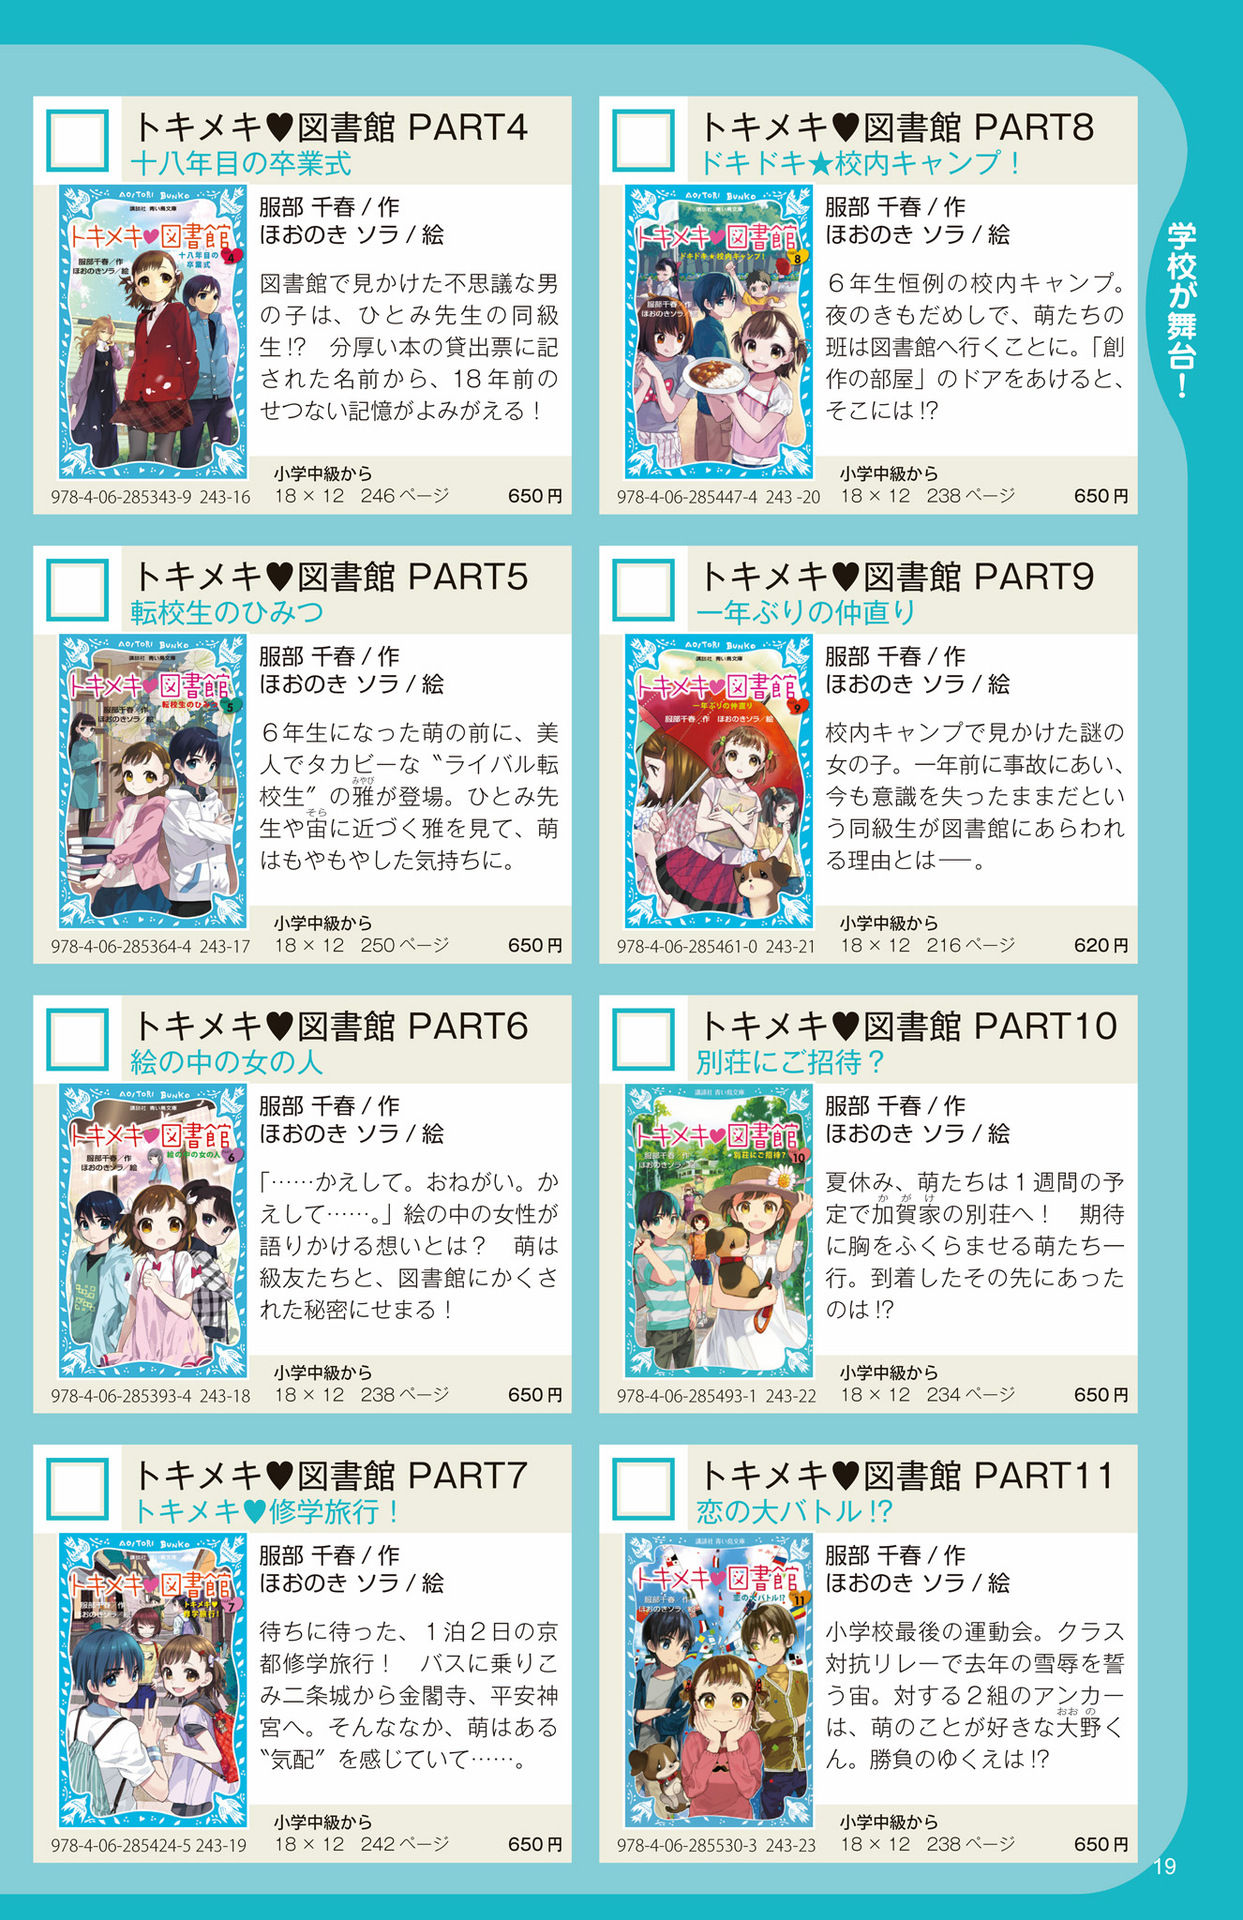 学校が舞台！
トキメキ♥図書館 PART4
十八年目の卒業式
AOITORI BUNKO
講談社 青い鳥文庫
トキメキ♥図書館
十八年目の
卒業式
4
服部千春／作
ほおのきソラ／絵
服部 千春 / 作
ほおのき ソラ / 絵
図書館で見かけた不思議な男
の子は、ひとみ先生の同級
生!?　分厚い本の貸出票に記
された名前から、18年前の
せつない記憶がよみがえる！
小学中級から
978-4-06-285343-9 243-16 18×12 246ページ 650円
トキメキ♥図書館 PART5
転校生のひみつ
AOITORI BUNKO
講談社 青い鳥文庫
トキメキ♥図書館
転校生のひみつ
5
服部千春／作
ほおのきソラ／絵
服部 千春 / 作
ほおのき ソラ / 絵
６年生になった萌の前に、美
人でタカビーな〝ライバル転
校生〟の雅が登場。ひとみ先
みやび
生や宙に近づく雅を見て、萌
そら
はもやもやした気持ちに。
小学中級から
978-4-06-285364-4 243-17 18×12 250ページ 650円
トキメキ♥図書館 PART6
絵の中の女の人
AOITORI BUNKO
講談社 青い鳥文庫
トキメキ♥図書館
絵の中の女の人
6
服部千春／作
ほおのきソラ／絵
服部 千春 / 作
ほおのき ソラ / 絵
「……かえして。おねがい。か
えして……。」絵の中の女性が
語りかける想いとは？　萌は
級友たちと、図書館にかくさ
れた秘密にせまる！
小学中級から
978-4-06-285393-4 243-18 18×12 238ページ 650円
トキメキ♥図書館 PART7
トキメキ♥修学旅行！
AOITORI BUNKO
講談社 青い鳥文庫
トキメキ♥図書館
トキメキ♥
修学旅行！
7
服部千春／作
ほおのきソラ／絵
服部 千春 / 作
ほおのき ソラ / 絵
待ちに待った、１泊２日の京
都修学旅行！　バスに乗りこ
み二条城から金閣寺、平安神
宮へ。そんななか、萌はある
〝気配〟を感じていて……。
小学中級から
978-4-06-285424-5 243-19 18×12 242ページ 650円
トキメキ♥図書館 PART8
ドキドキ★校内キャンプ！
AOITORI BUNKO
講談社 青い鳥文庫
トキメキ♥図書館
ドキドキ★校内キャンプ！
8
服部千春／作
ほおのきソラ／絵
服部 千春 / 作
ほおのき ソラ / 絵
６年生恒例の校内キャンプ。
夜のきもだめしで、萌たちの
班は図書館へ行くことに。「創
作の部屋」のドアをあけると、
そこには!?
小学中級から
978-4-06-285447-4 243-20 18×12 238ページ 650円
トキメキ♥図書館 PART9
一年ぶりの仲直り
AOITORI BUNKO
講談社 青い鳥文庫
トキメキ♥図書館
一年ぶりの仲直り
9
服部千春／作 ほおのきソラ／絵
服部 千春 / 作
ほおのき ソラ / 絵
校内キャンプで見かけた謎の
女の子。一年前に事故にあい、
今も意識を失ったままだとい
う同級生が図書館にあらわれ
る理由とは──。
小学中級から
978-4-06-285461-0 243-21 18×12 216ページ 620円
トキメキ♥図書館 PART10
別荘にご招待？
講談社 青い鳥文庫
トキメキ♥図書館
別荘にご招待？
10
服部千春／作
ほおのきソラ／絵
服部 千春 / 作
ほおのき ソラ / 絵
夏休み、萌たちは１週間の予
定で加賀家の別荘へ！　期待
かがけ
に胸をふくらませる萌たち一
行。到着したその先にあった
のは!?
小学中級から
978-4-06-285493-1 243-22 18×12 234ページ 650円
トキメキ♥図書館 PART11
恋の大バトル!?
講談社 青い鳥文庫
トキメキ♥図書館
恋の大バトル!?
11
服部千春／作
ほおのきソラ／絵
服部 千春 / 作
ほおのき ソラ / 絵
小学校最後の運動会。クラス
対抗リレーで去年の雪辱を誓
う宙。対する２組のアンカー
は、萌のことが好きな大野く
おおの
ん。勝負のゆくえは!?
小学中級から
978-4-06-285530-3 243-23 18×12 238ページ 650円
19